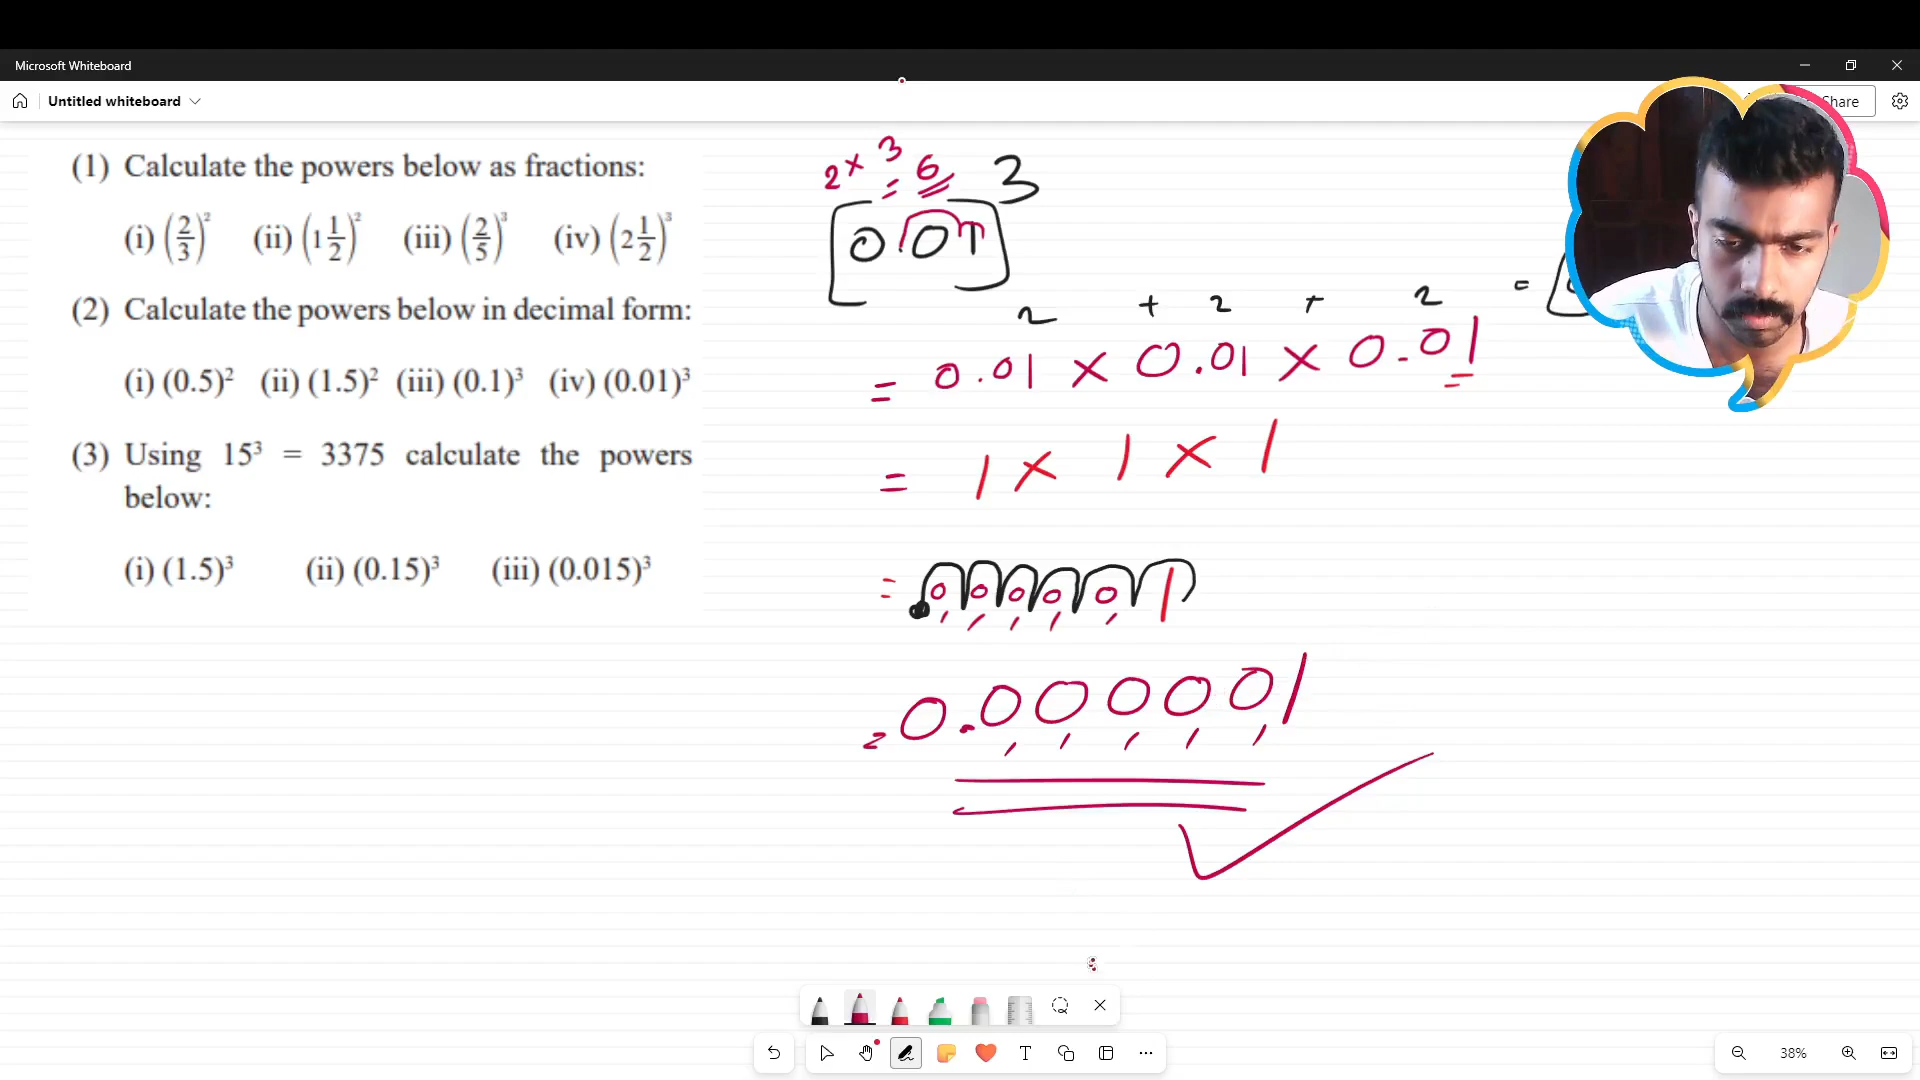 Microsoft Whiteboard
Untitled whiteboard
Share
(1) Calculate the powers below as fractions:
(i) (2/3)² (ii) (1 1/2)² (iii) (2/5)³ (iv) (2 1/2)³
(2) Calculate the powers below in decimal form:
(i) (0.5)² (ii) (1.5)² (iii) (0.1)³ (iv) (0.01)³
(3) Using 15³ = 3375 calculate the powers
below:
(i) (1.5)³ (ii) (0.15)³ (iii) (0.015)³
2 × 3 = 6
[0.01]³
2 + 2 + 2 =
= 0.01 × 0.01 × 0.01
= 1 × 1 × 1
= .000001
= 0.000001
38%